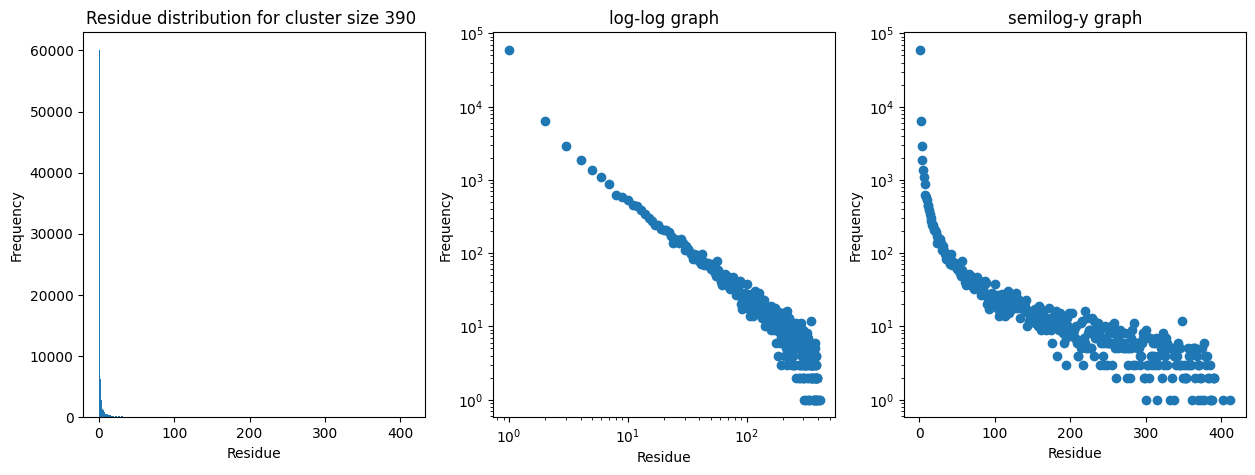 Residue distribution for cluster size 390
60000
50000
40000
30000
20000
10000
0
Frequency
0 100 200 300 400
Residue
log-log graph
10^5
10^4
10^3
10^2
10^1
10^0
Frequency
10^0 10^1 10^2
Residue
semilog-y graph
10^5
10^4
10^3
10^2
10^1
10^0
Frequency
0 100 200 300 400
Residue